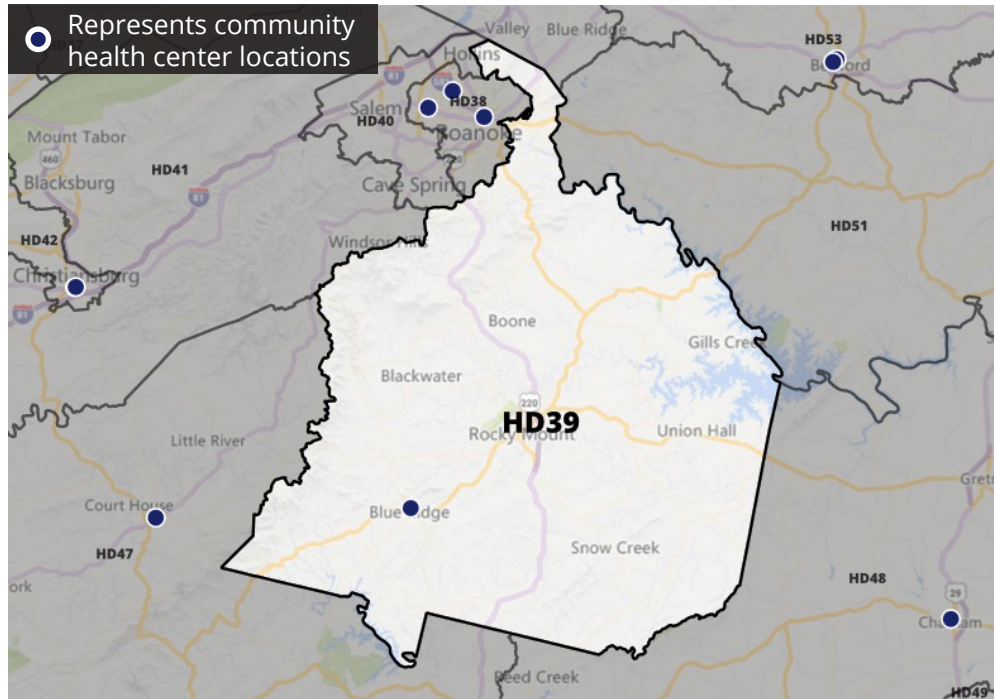 Represents community
health center locations
Valley
Blue Ridge
HD53
Hollins
HD38
Salem
HD40
Roanoke
Mount Tabor
460
HD41
Blacksburg
81
Cave Spring
HD42
HD51
Windsor Hills
Christiansburg
81
Boone
Gills Creek
Blackwater
220
HD39
Rocky Mount
Union Hall
Little River
Court House
Blue Ridge
Snow Creek
HD47
HD48
ork
29
Chatham
Reed Creek
HD49